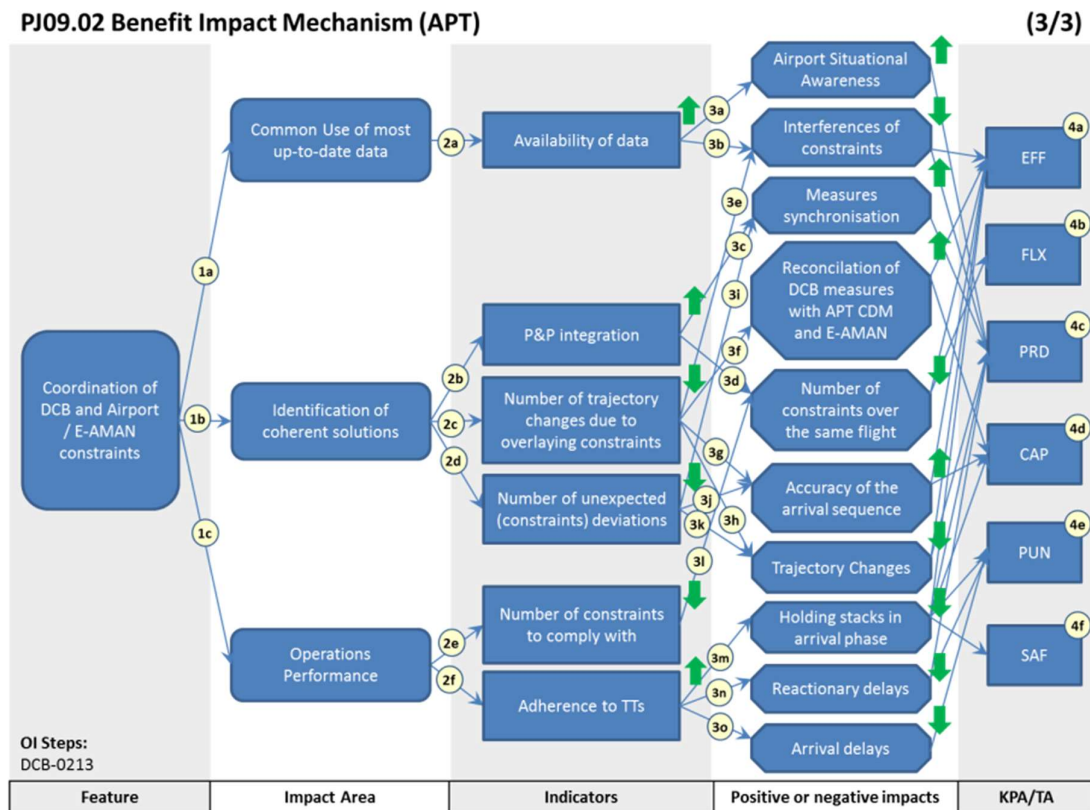 PJ09.02 Benefit Impact Mechanism (APT)
(3/3)
Coordination of
DCB and Airport
/ E-AMAN
constraints
1a
1b
1c
Common Use of most
up-to-date data
Identification of
coherent solutions
Operations
Performance
2a
2b
2c
2d
2e
2f
Availability of data
P&P integration
Number of trajectory
changes due to
overlaying constraints
Number of unexpected
(constraints) deviations
Number of constraints
to comply with
Adherence to TTs
3a
3b
3e
3c
3i
3f
3d
3g
3j
3k
3h
3l
3m
3n
3o
Airport Situational
Awareness
Interferences of
constraints
Measures
synchronisation
Reconcilation of
DCB measures
with APT CDM
and E-AMAN
Number of
constraints over
the same flight
Accuracy of the
arrival sequence
Trajectory Changes
Holding stacks in
arrival phase
Reactionary delays
Arrival delays
4a
EFF
4b
FLX
4c
PRD
4d
CAP
4e
PUN
4f
SAF
OI Steps:
DCB-0213
Feature
Impact Area
Indicators
Positive or negative impacts
KPA/TA